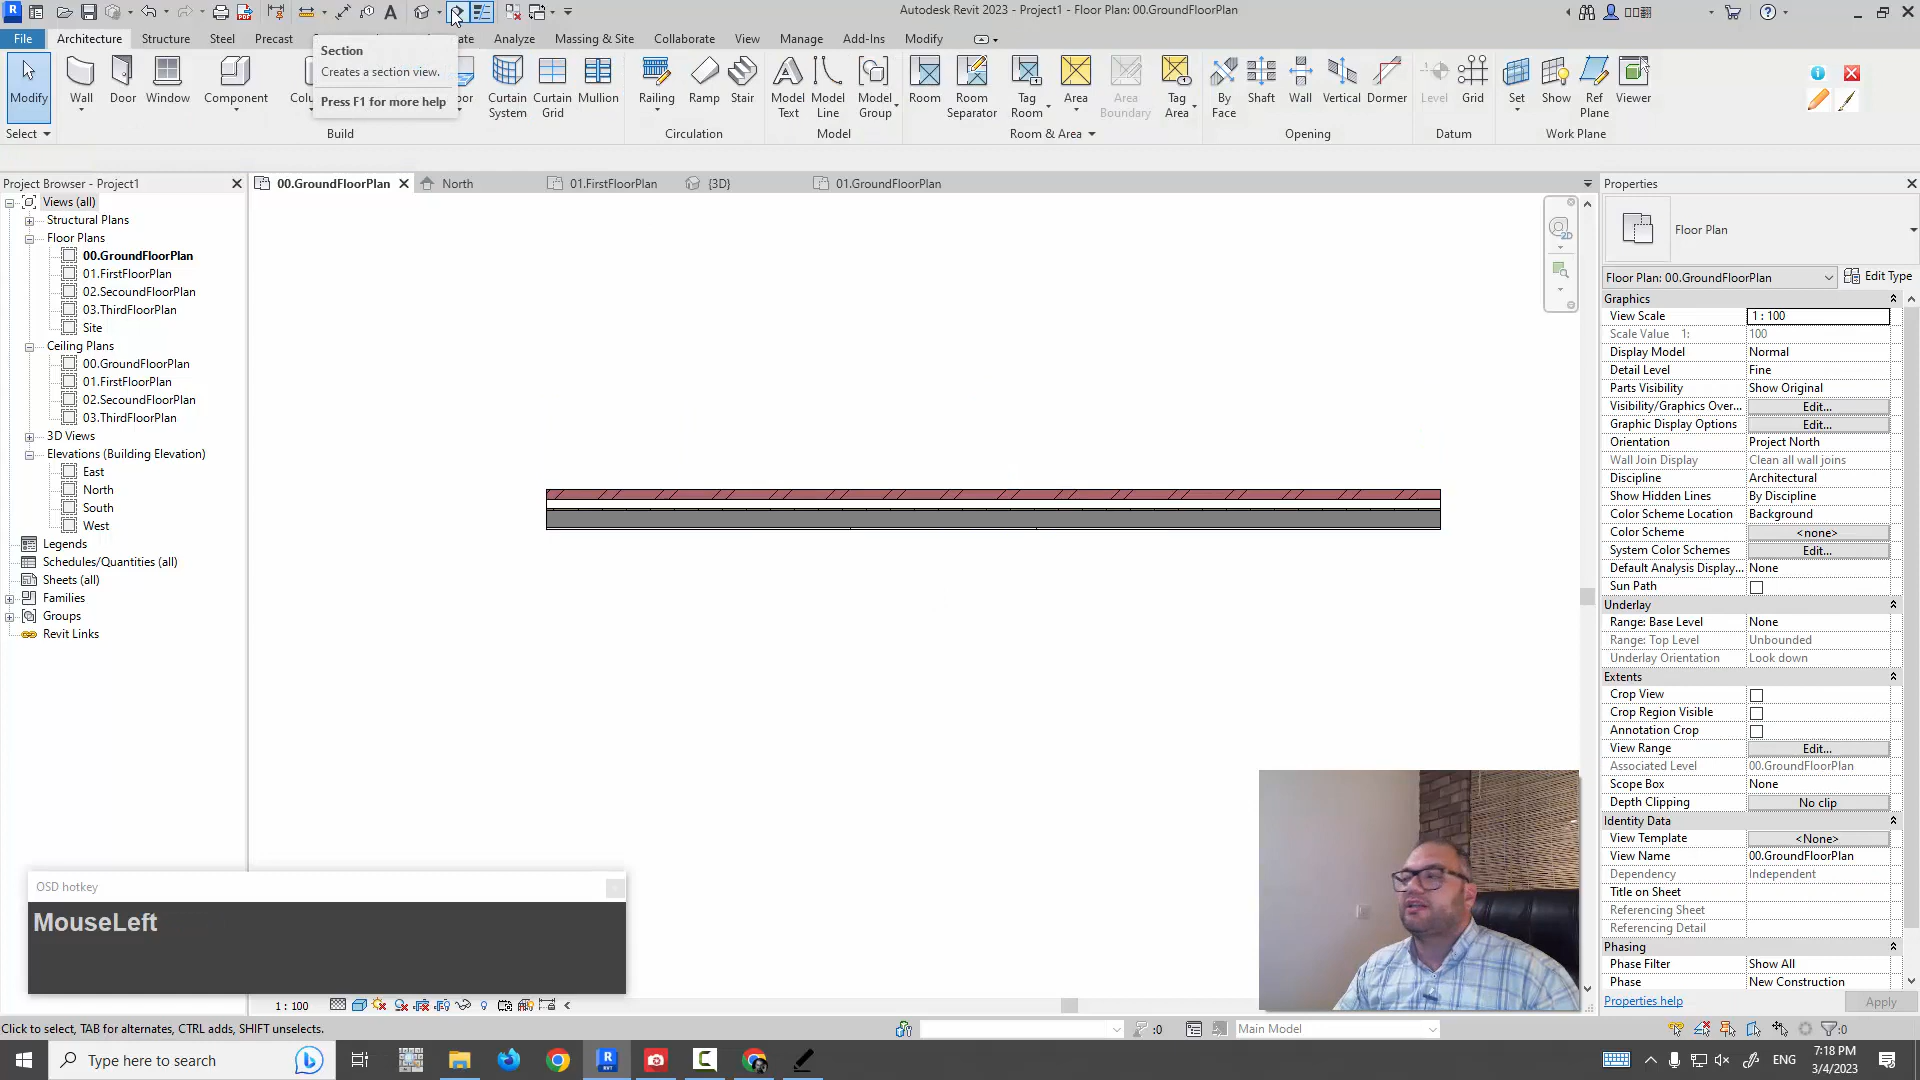 Autodesk Revit 2023 - Project1 - Floor Plan: 00.GroundFloorPlan
File
Architecture
Structure
Steel
Precast
Analyze
Massing & Site
Collaborate
View
Manage
Add-Ins
Modify
Section
Creates a section view.
Press F1 for more help
Modify
Wall
Door
Window
Component
Curtain System
Curtain Grid
Mullion
Railing
Ramp
Stair
Model Text
Model Line
Model Group
Room
Room Separator
Tag Room
Area
Area Boundary
Tag Area
By Face
Shaft
Wall
Vertical
Dormer
Level
Grid
Set
Show
Ref Plane
Viewer
Select
Build
Circulation
Model
Room & Area
Opening
Datum
Work Plane
Project Browser - Project1
00.GroundFloorPlan
North
01.FirstFloorPlan
{3D}
01.GroundFloorPlan
Views (all)
Structural Plans
Floor Plans
00.GroundFloorPlan
01.FirstFloorPlan
02.SecoundFloorPlan
03.ThirdFloorPlan
Site
Ceiling Plans
00.GroundFloorPlan
01.FirstFloorPlan
02.SecoundFloorPlan
03.ThirdFloorPlan
3D Views
Elevations (Building Elevation)
East
North
South
West
Legends
Schedules/Quantities (all)
Sheets (all)
Families
Groups
Revit Links
2D
Properties
Floor Plan
Floor Plan: 00.GroundFloorPlan
Edit Type
Graphics
View Scale 1 : 100
Scale Value 1: 100
Display Model Normal
Detail Level Fine
Parts Visibility Show Original
Visibility/Graphics Over... Edit...
Graphic Display Options Edit...
Orientation Project North
Wall Join Display Clean all wall joins
Discipline Architectural
Show Hidden Lines By Discipline
Color Scheme Location Background
Color Scheme <none>
System Color Schemes Edit...
Default Analysis Display... None
Sun Path
Underlay
Range: Base Level None
Range: Top Level Unbounded
Underlay Orientation Look down
Extents
Crop View
Crop Region Visible
Annotation Crop
View Range Edit...
Associated Level 00.GroundFloorPlan
Scope Box None
Depth Clipping No clip
Identity Data
View Template <None>
View Name 00.GroundFloorPlan
Dependency Independent
Title on Sheet
Referencing Sheet
Referencing Detail
Phasing
Phase Filter Show All
Phase New Construction
Properties help
Apply
OSD hotkey
MouseLeft
1 : 100
Click to select, TAB for alternates, CTRL adds, SHIFT unselects.
:0
Main Model
:0
Type here to search
ENG
7:18 PM
3/4/2023